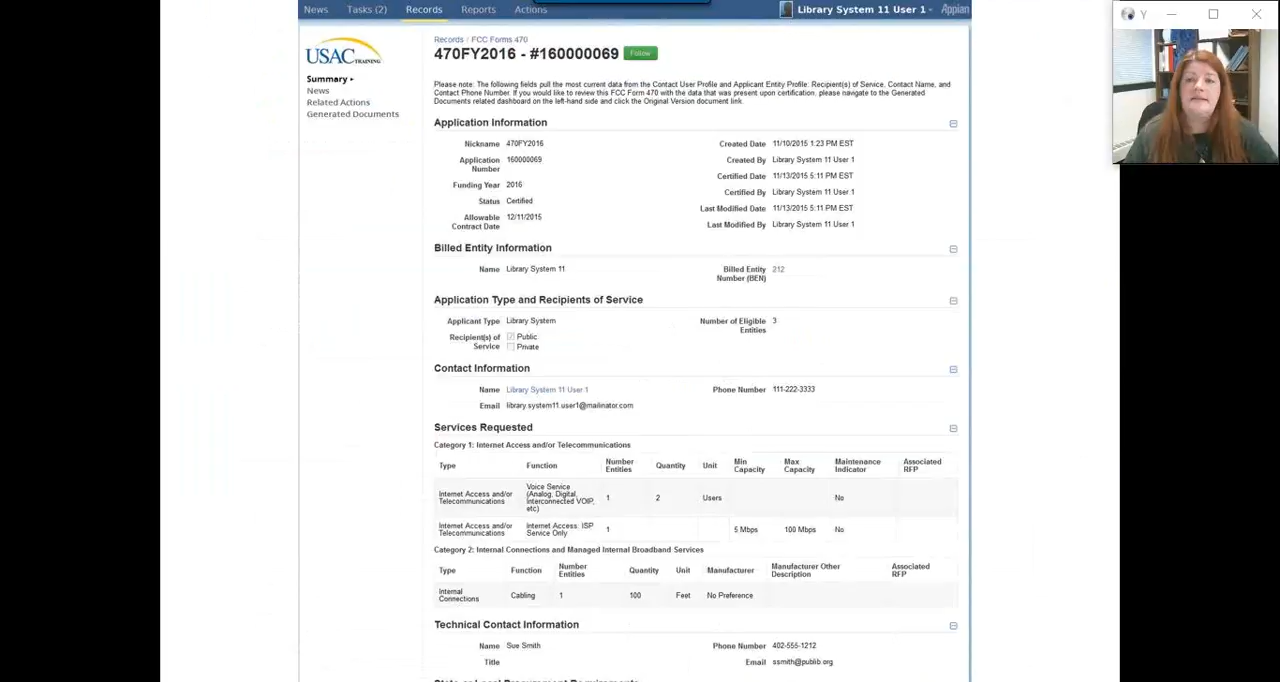 News Tasks (2) Records Reports Actions Library System 11 User 1 Appian
Y
USAC TRAINING
Summary
News
Related Actions
Generated Documents
Records / FCC Forms 470
470FY2016 - #160000069 Follow
Please note: The following fields pull the most current data from the Contact User Profile and Applicant Entity Profile: Recipient(s) of Service, Contact Name, and
Contact Phone Number. If you would like to review this FCC Form 470 with the data that was present upon certification. please navigate to the Generated
Documents related dashboard on the left-hand side and click the Original Version document link.
Application Information
Nickname 470FY2016 Created Date 11/10/2015 1:23 PM EST
Application Number 160000069 Created By Library System 11 User 1
Certified Date 11/13/2015 5:11 PM EST
Funding Year 2016 Certified By Library System 11 User 1
Status Certified Last Modified Date 11/13/2015 5:11 PM EST
Allowable Contract Date 12/11/2015 Last Modified By Library System 11 User 1
Billed Entity Information
Name Library System 11 Billed Entity Number (BEN) 212
Application Type and Recipients of Service
Applicant Type Library System Number of Eligible Entities 3
Recipient(s) of Service Public
Private
Contact Information
Name Library System 11 User 1 Phone Number 111-222-3333
Email library.system11.user1@mailinator.com
Services Requested
Category 1: Internet Access and/or Telecommunications
Type Function Number Entities Quantity Unit Min Capacity Max Capacity Maintenance Indicator Associated RFP
Internet Access and/or Telecommunications Voice Service (Analog, Digital, Interconnected VOIP, etc) 1 2 Users No
Internet Access and/or Telecommunications Internet Access: ISP Service Only 1 5 Mbps 100 Mbps No
Category 2: Internal Connections and Managed Internal Broadband Services
Type Function Number Entities Quantity Unit Manufacturer Manufacturer Other Description Associated RFP
Internal Connections Cabling 1 100 Feet No Preference
Technical Contact Information
Name Sue Smith Phone Number 402-555-1212
Title Email ssmith@publib.org
State or Local Procurement Requirements